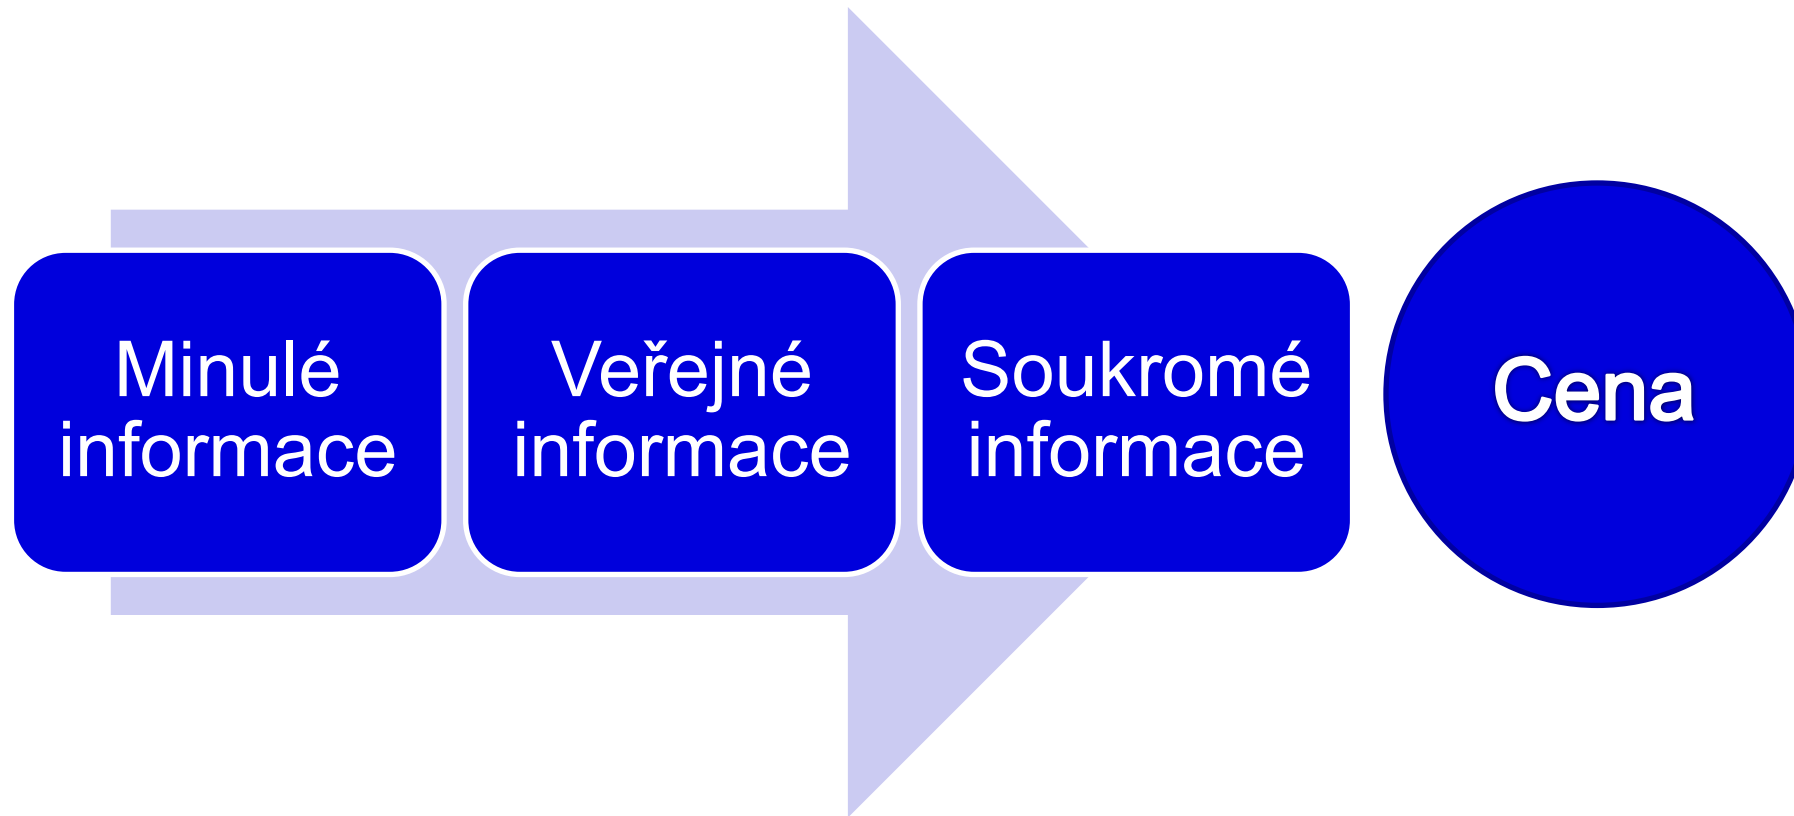 Minulé
informace
Veřejné
informace
Soukromé
informace
Cena